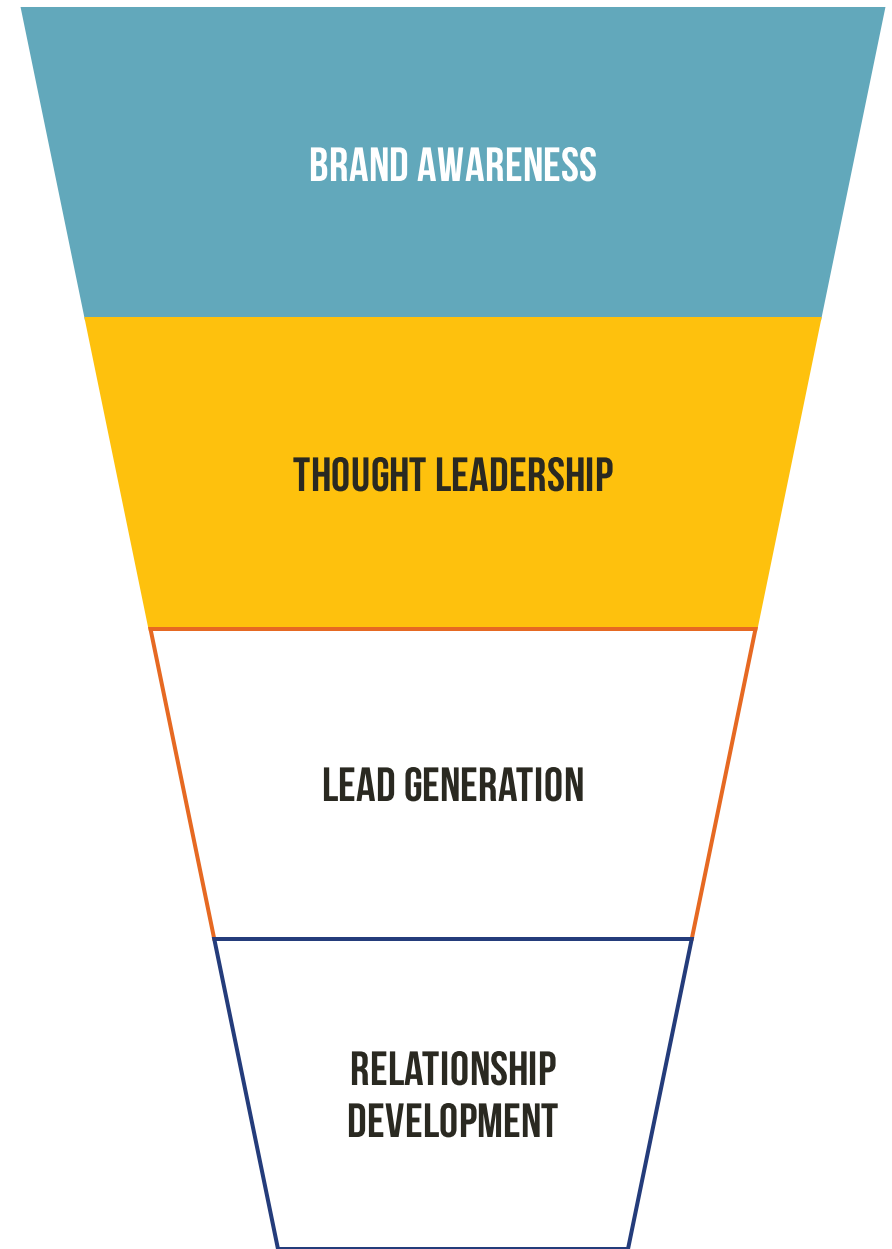 BRAND AWARENESS
THOUGHT LEADERSHIP
LEAD GENERATION
RELATIONSHIP
DEVELOPMENT